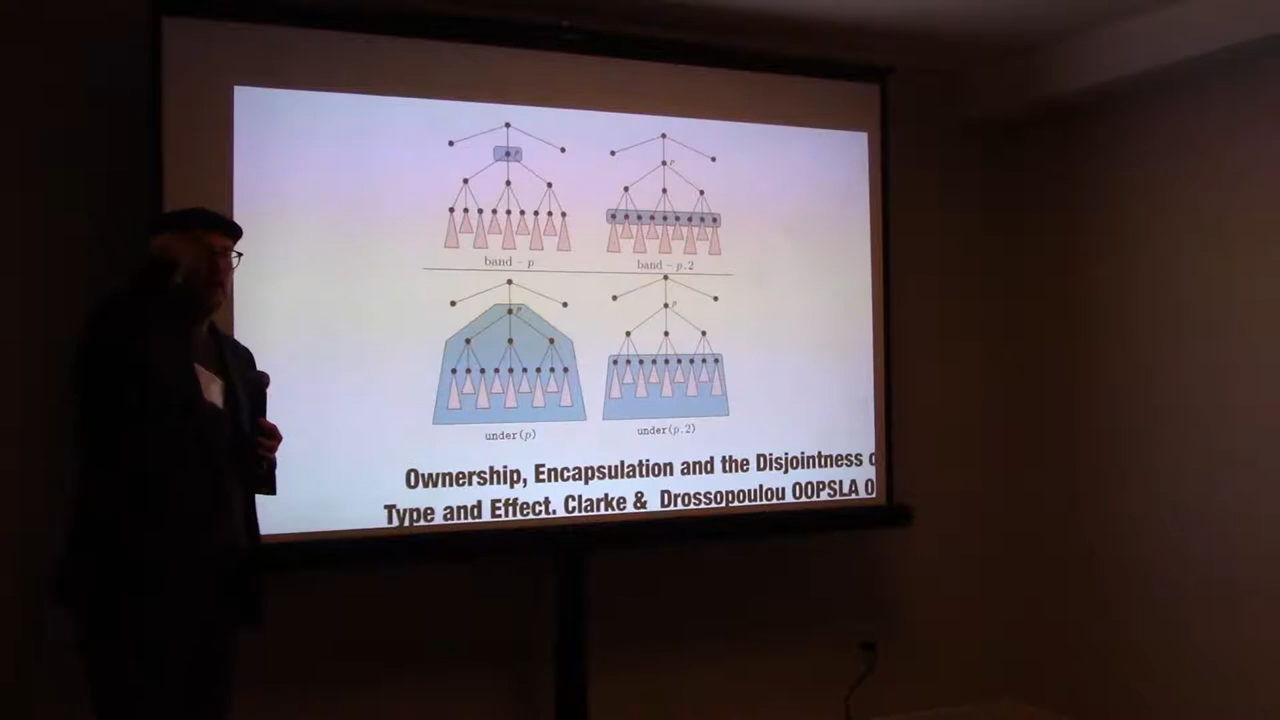 p
p
band - p
band - p.2
p
p
under(p)
under(p.2)
Ownership, Encapsulation and the Disjointness
Type and Effect. Clarke & Drossopoulou OOPSLA 0